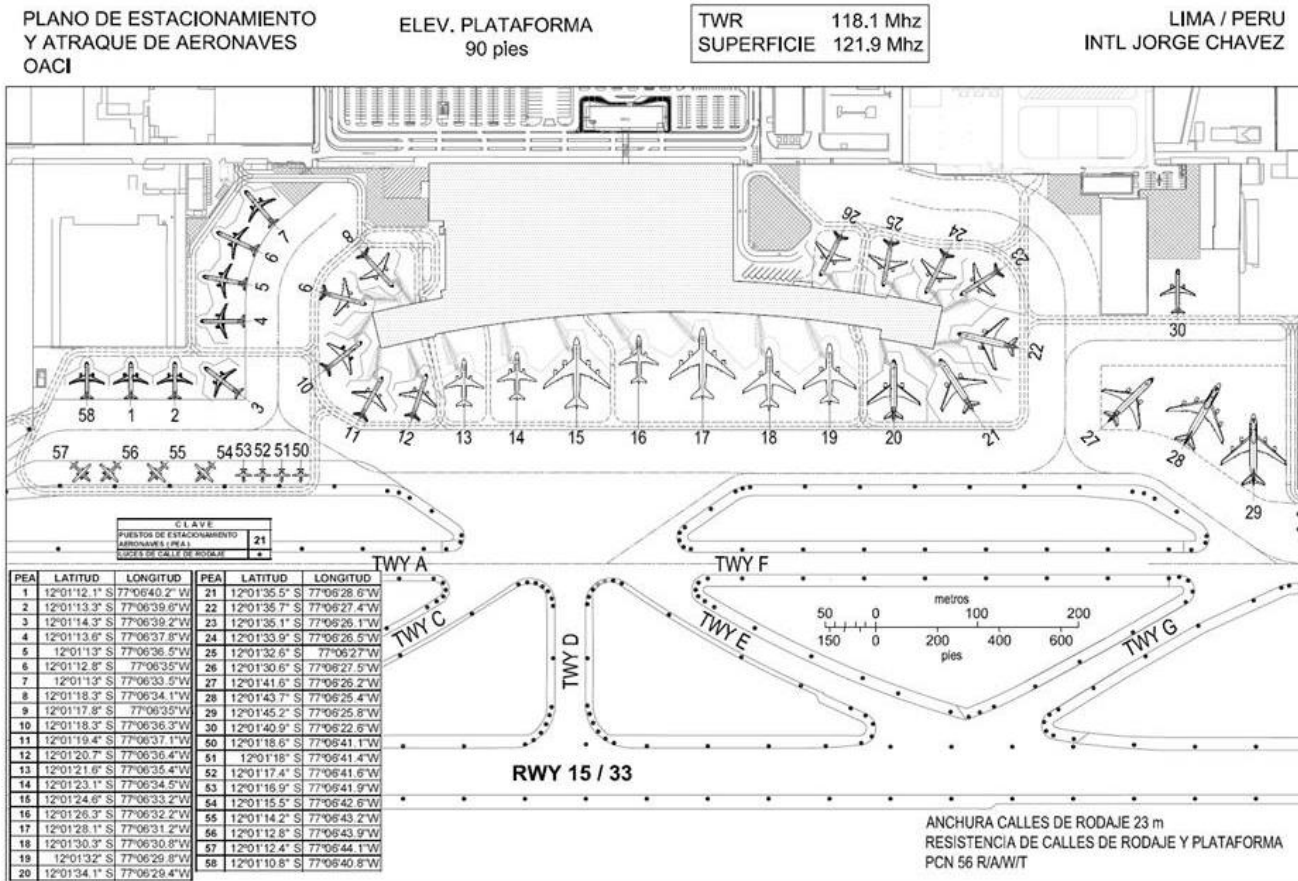 PLANO DE ESTACIONAMIENTO
Y ATRAQUE DE AERONAVES
OACI
ELEV. PLATAFORMA
90 pies
TWR 118.1 Mhz
SUPERFICIE 121.9 Mhz
LIMA / PERU
INTL JORGE CHAVEZ
26
25
24
23
22
7
6
5
4
8
9
10
30
58
1
2
3
11
12
13
14
15
16
17
18
19
20
21
27
28
29
57
56
55
54
53
52
51
50
CLAVE
PUESTOS DE ESTACIONAMIENTO
AERONAVES (PEA) 21
LUCES DE CALLE DE RODAJE
TWY A
TWY F
TWY C
TWY D
TWY E
TWY G
metros
50 0 100 200
150 0 200 400 600
pies
PEA LATITUD LONGITUD
1 12°01'12.1" S 77°06'40.2" W
2 12°01'13.3" S 77°06'39.6"W
3 12°01'14.3" S 77°06'39.2"W
4 12°01'13.6" S 77°06'37.8"W
5 12°01'13" S 77°06'36.5"W
6 12°01'12.8" S 77°06'35"W
7 12°01'13" S 77°06'33.5"W
8 12°01'18.3" S 77°06'34.1"W
9 12°01'17.8" S 77°06'35"W
10 12°01'18.3" S 77°06'36.3"W
11 12°01'19.4" S 77°06'37.1"W
12 12°01'20.7" S 77°06'36.4"W
13 12°01'21.6" S 77°06'35.4"W
14 12°01'23.1" S 77°06'34.5"W
15 12°01'24.6" S 77°06'33.2"W
16 12°01'26.3" S 77°06'32.2"W
17 12°01'28.1" S 77°06'31.2"W
18 12°01'30.3" S 77°06'30.8"W
19 12°01'32" S 77°06'29.8"W
20 12°01'34.1" S 77°06'29.4"W
PEA LATITUD LONGITUD
21 12°01'35.5" S 77°06'28.6"W
22 12°01'35.7" S 77°06'27.4"W
23 12°01'35.1" S 77°06'26.1"W
24 12°01'33.9" S 77°06'26.5"W
25 12°01'32.6" S 77°06'27"W
26 12°01'30.6" S 77°06'27.5"W
27 12°01'41.6" S 77°06'26.2"W
28 12°01'43.7" S 77°06'25.4"W
29 12°01'45.2" S 77°06'25.8"W
30 12°01'40.9" S 77°06'22.6"W
50 12°01'18.6" S 77°06'41.1"W
51 12°01'18" S 77°06'41.4"W
52 12°01'17.4" S 77°06'41.6"W
53 12°01'16.9" S 77°06'41.9"W
54 12°01'15.5" S 77°06'42.6"W
55 12°01'14.2" S 77°06'43.2"W
56 12°01'12.8" S 77°06'43.9"W
57 12°01'12.4" S 77°06'44.1"W
58 12°01'10.8" S 77°06'40.8"W
RWY 15 / 33
ANCHURA CALLES DE RODAJE 23 m
RESISTENCIA DE CALLES DE RODAJE Y PLATAFORMA
PCN 56 R/A/W/T